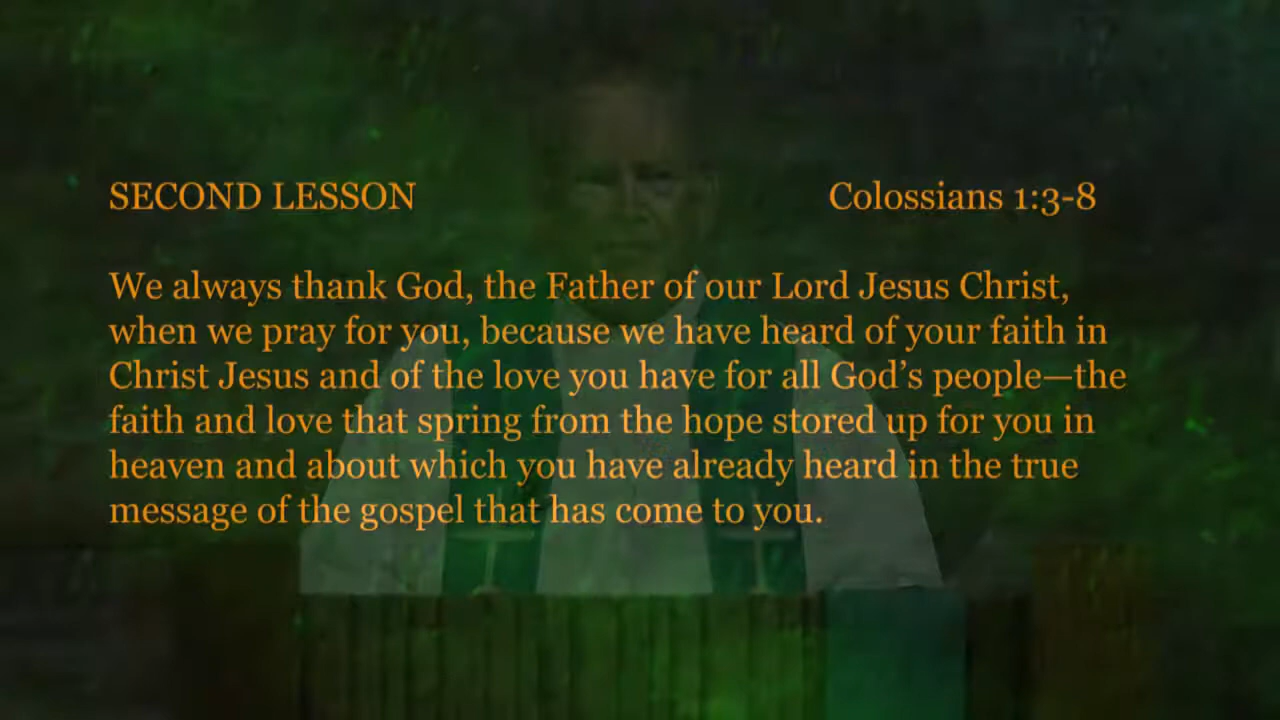 SECOND LESSON Colossians 1:3-8
We always thank God, the Father of our Lord Jesus Christ,
when we pray for you, because we have heard of your faith in
Christ Jesus and of the love you have for all God’s people—the
faith and love that spring from the hope stored up for you in
heaven and about which you have already heard in the true
message of the gospel that has come to you.